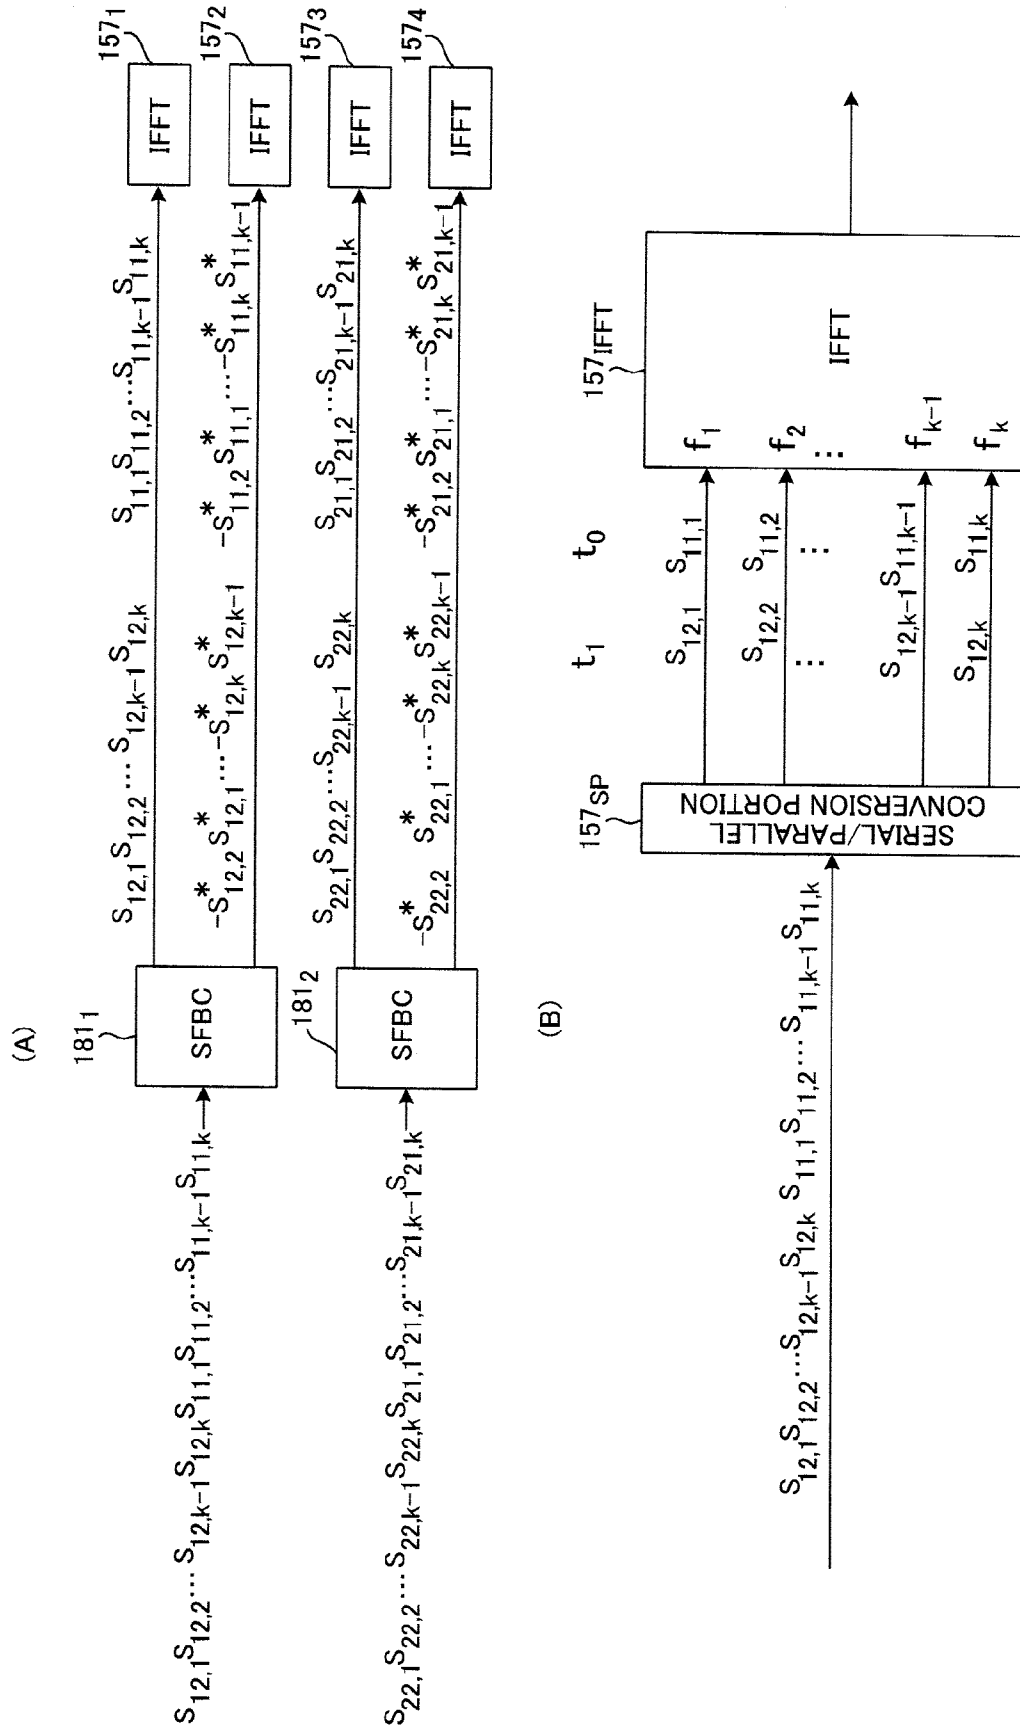 (A)
S12,1S12,2 ···· S12,k-1S12,kS11,1S11,2 ····S11,k-1S11,k
181₁
SFBC
S12,1S12,2 ···· S12,k-1S12,k S11,1S11,2 ····S11,k-1S11,k
157₁
IFFT
-S*12,2S*12,1 ···· -S*12,kS*12,k-1 -S*11,2S*11,1 ···· -S*11,kS*11,k-1
157₂
IFFT
S22,1S22,2 ···· S22,k-1S22,kS21,1S21,2 ····S21,k-1S21,k
181₂
SFBC
S22,1S22,2 ····S22,k-1 S22,k S21,1S21,2 ····S21,k-1S21,k
157₃
IFFT
-S*22,2 S*22,1 ···· -S*22,kS*22,k-1 -S*21,2S*21,1 ···· -S*21,kS*21,k-1
157₄
IFFT
(B)
S12,1S12,2 ····S12,k-1S12,k S11,1S11,2 ···· S11,k-1S11,k
157SP
SERIAL/PARALLEL
CONVERSION PORTION
t₁ t₀
S12,1 S11,1
S12,2 S11,2
··· ···
S12,k-1S11,k-1
S12,k S11,k
157IFFT
f₁
f₂
···
fk-1
fk
IFFT